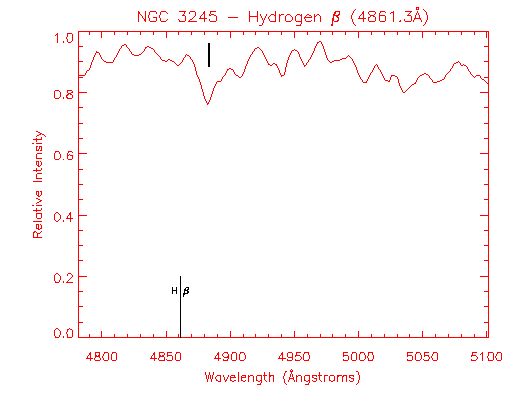 NGC 3245 – Hydrogen β (4861.3Å)
1.0
0.8
0.6
0.4
0.2
0.0
Relative Intensity
H β
4800 4850 4900 4950 5000 5050 5100
Wavelength (Ångstroms)